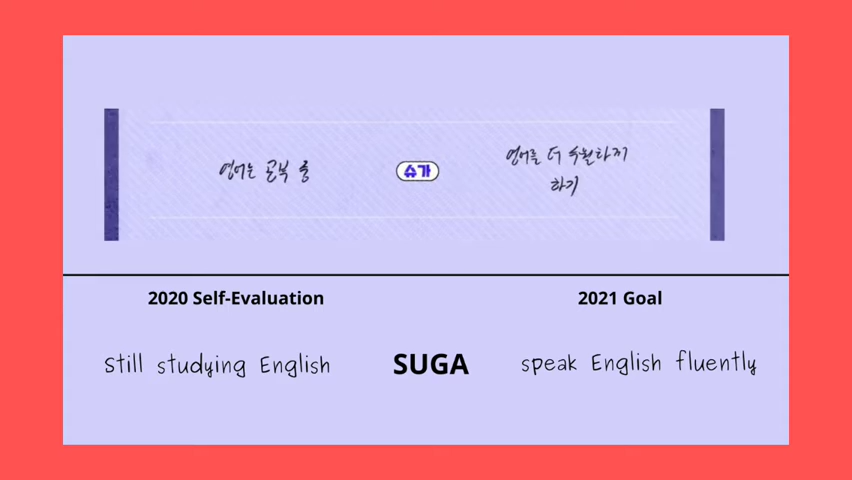 영어는 공부 중
슈가
영어를 더 수월하지
하기
2020 Self-Evaluation
2021 Goal
Still studying English
SUGA
speak English fluently